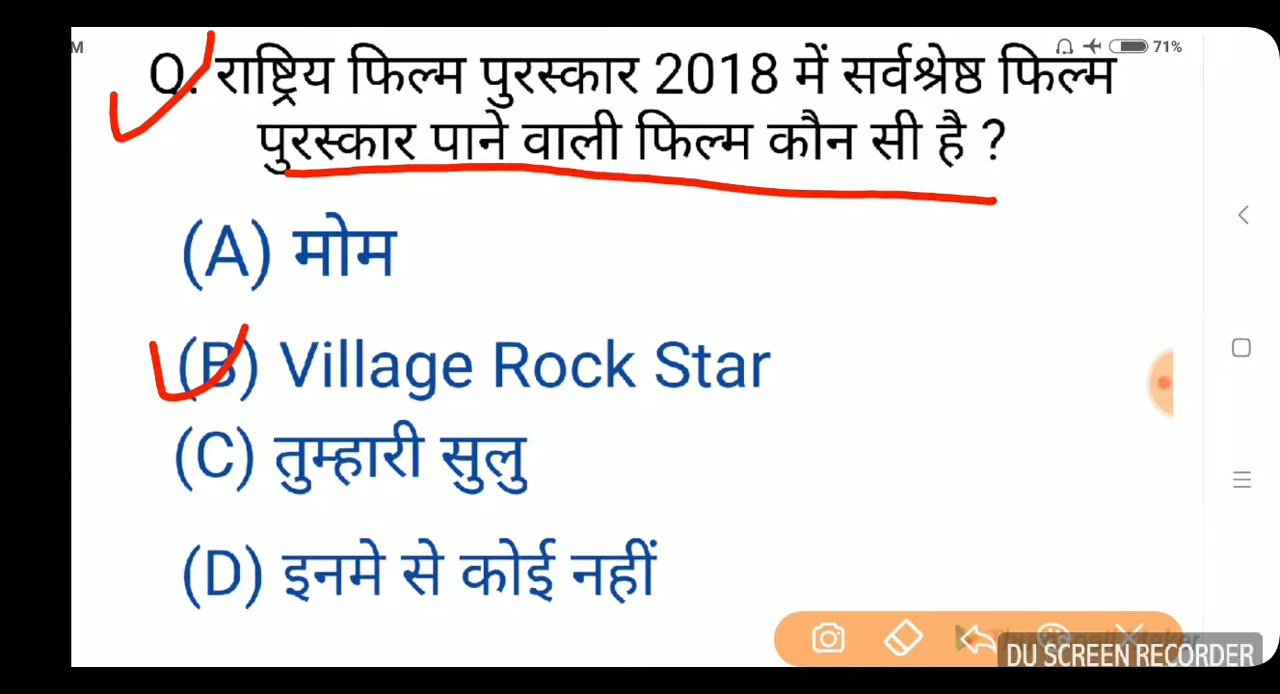 M
71%
Q. राष्ट्रिय फिल्म पुरस्कार 2018 में सर्वश्रेष्ठ फिल्म
पुरस्कार पाने वाली फिल्म कौन सी है ?
(A) मोम
(B) Village Rock Star
(C) तुम्हारी सुलु
(D) इनमे से कोई नहीं
DU SCREEN RECORDER